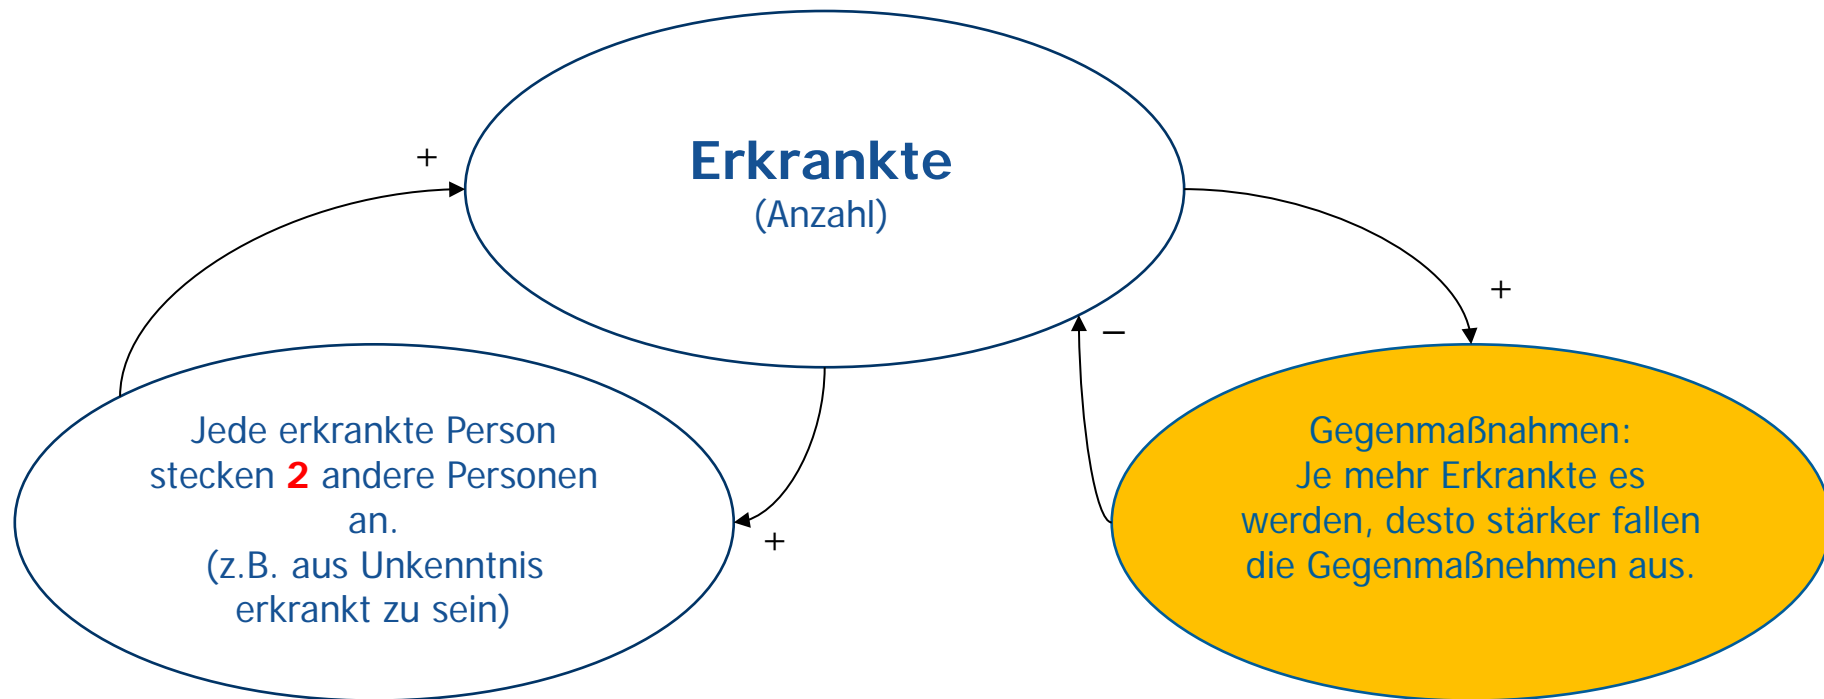 Erkrankte
(Anzahl)
+
+
–
Jede erkrankte Person
stecken 2 andere Personen
an.
(z.B. aus Unkenntnis
erkrankt zu sein)
+
Gegenmaßnahmen:
Je mehr Erkrankte es
werden, desto stärker fallen
die Gegenmaßnehmen aus.